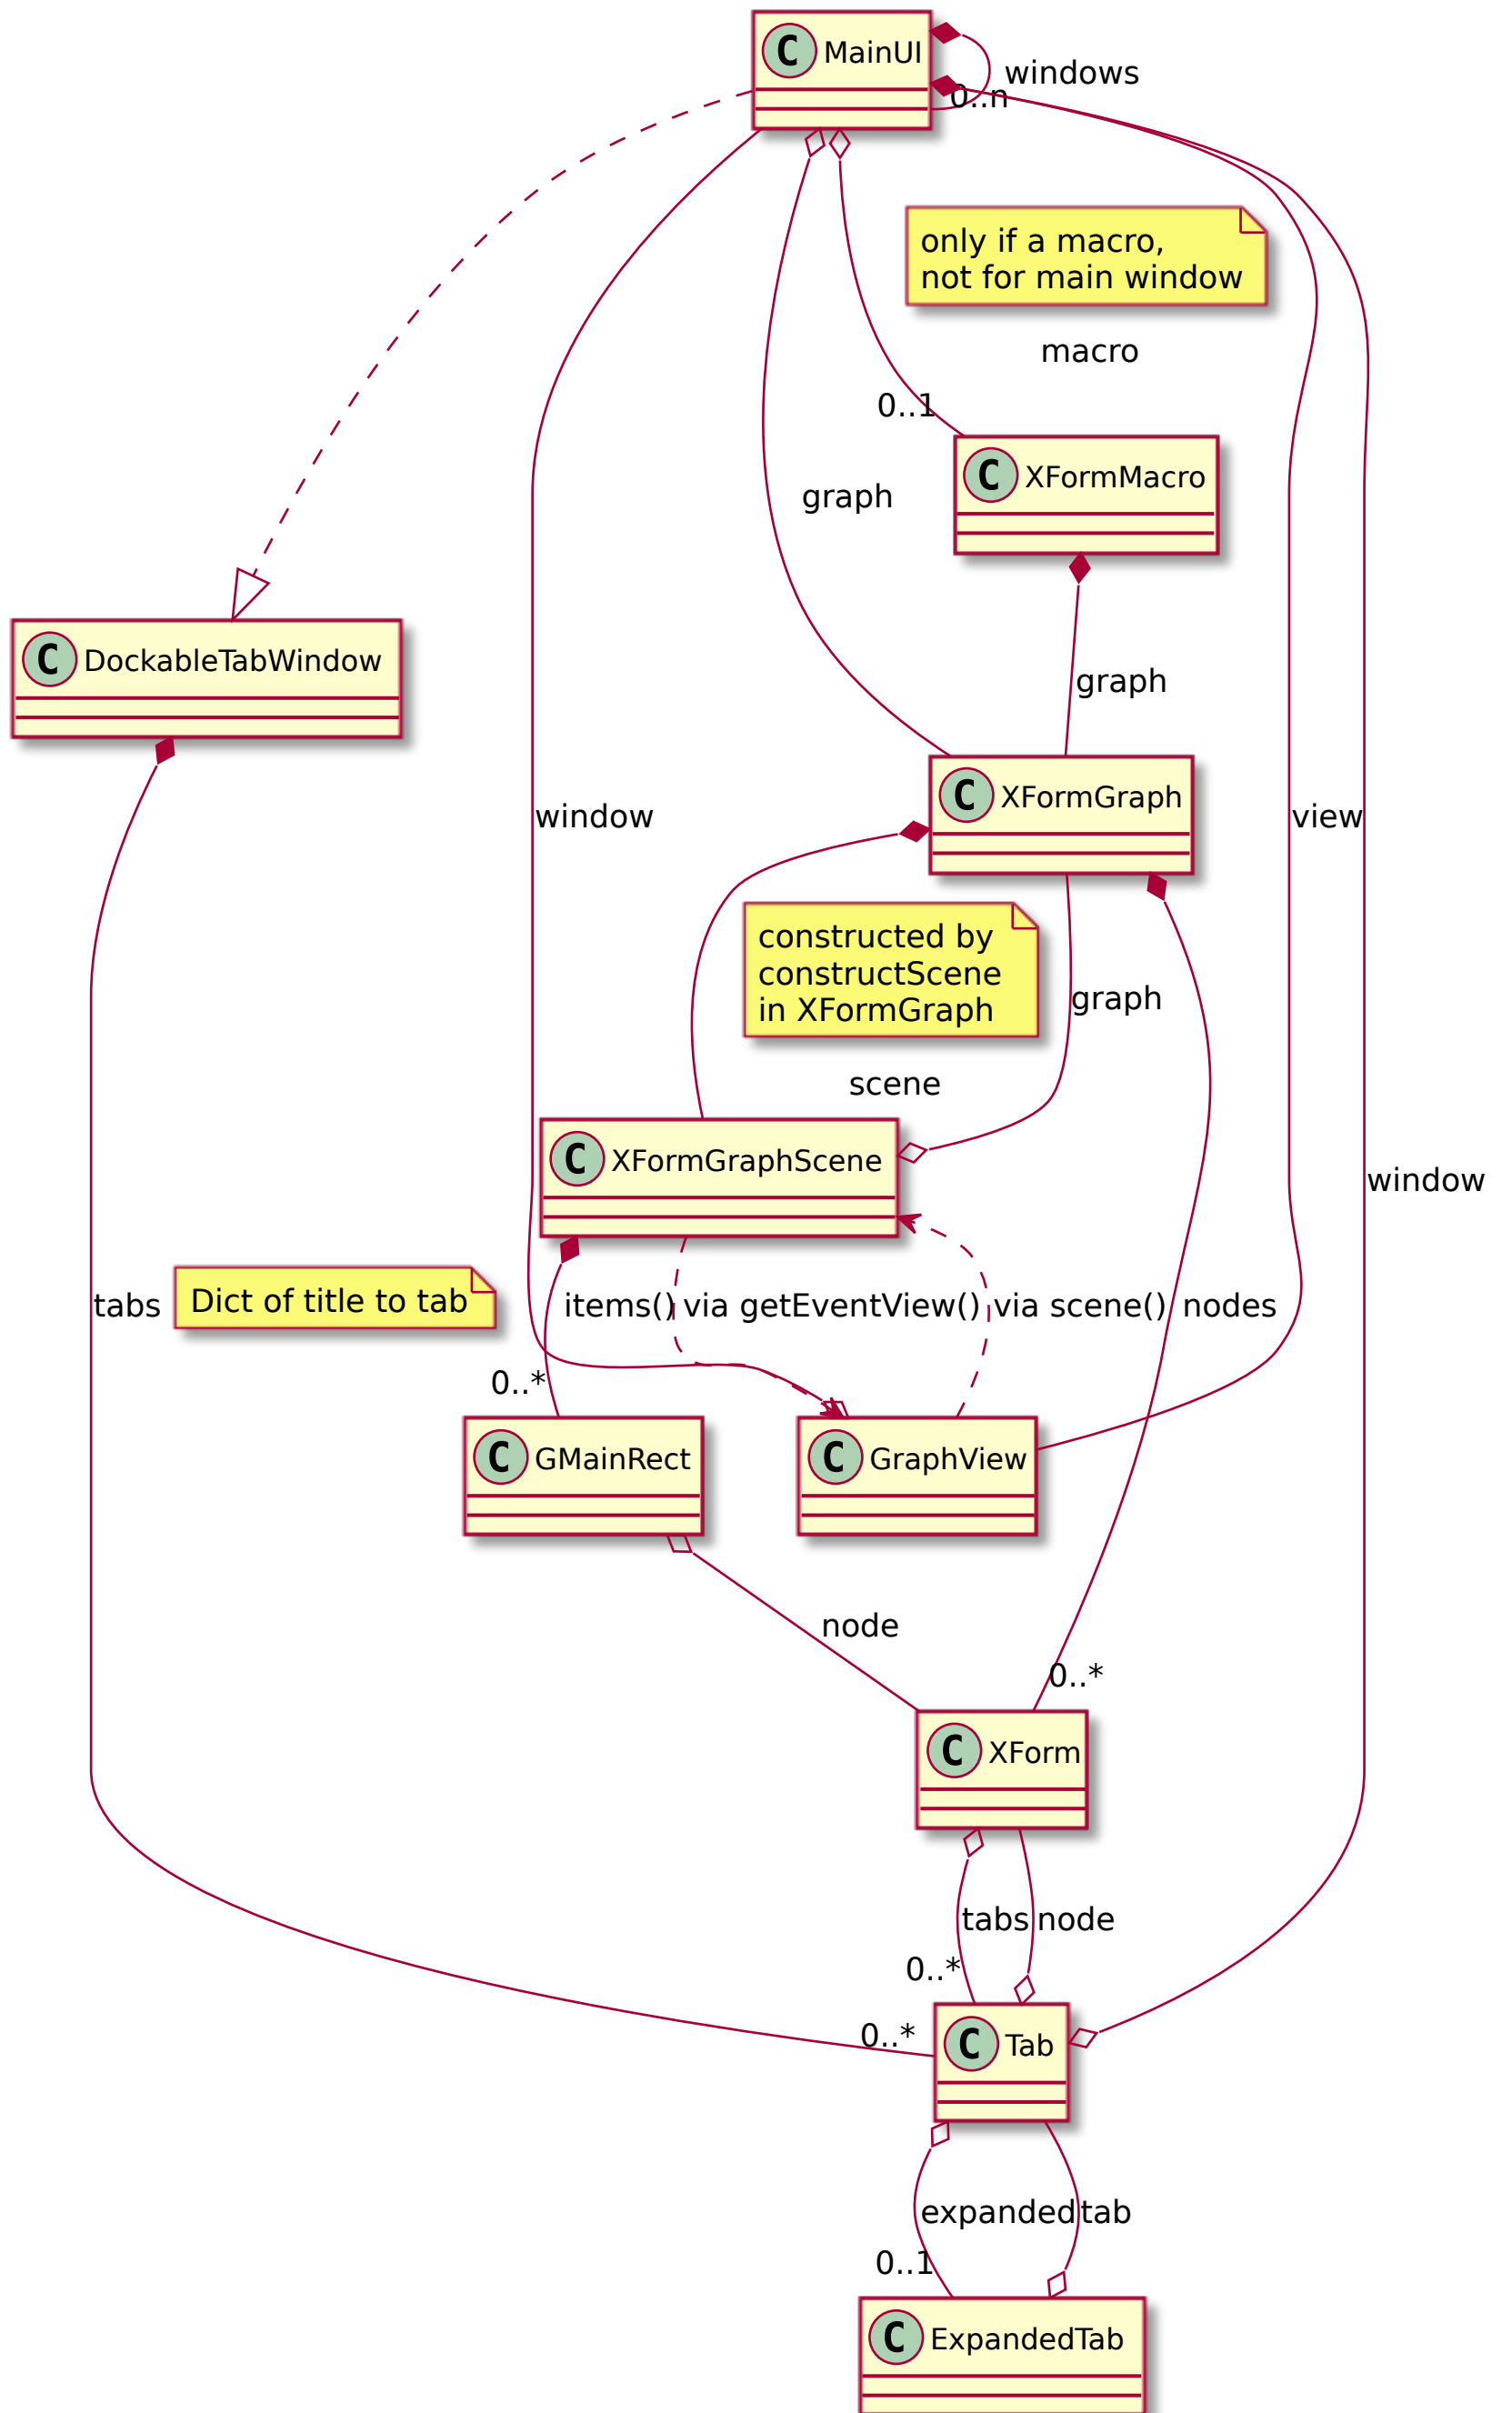 C MainUI
windows
0..n
only if a macro,
not for main window
macro
0..1
C XFormMacro
graph
C DockableTabWindow
graph
C XFormGraph
window
view
constructed by
constructScene
in XFormGraph
graph
scene
C XFormGraphScene
window
tabs
Dict of title to tab
items()
via getEventView()
via scene()
nodes
0..*
C GMainRect
C GraphView
node
0..*
C XForm
tabs
node
0..*
0..*
C Tab
expanded
tab
0..1
C ExpandedTab